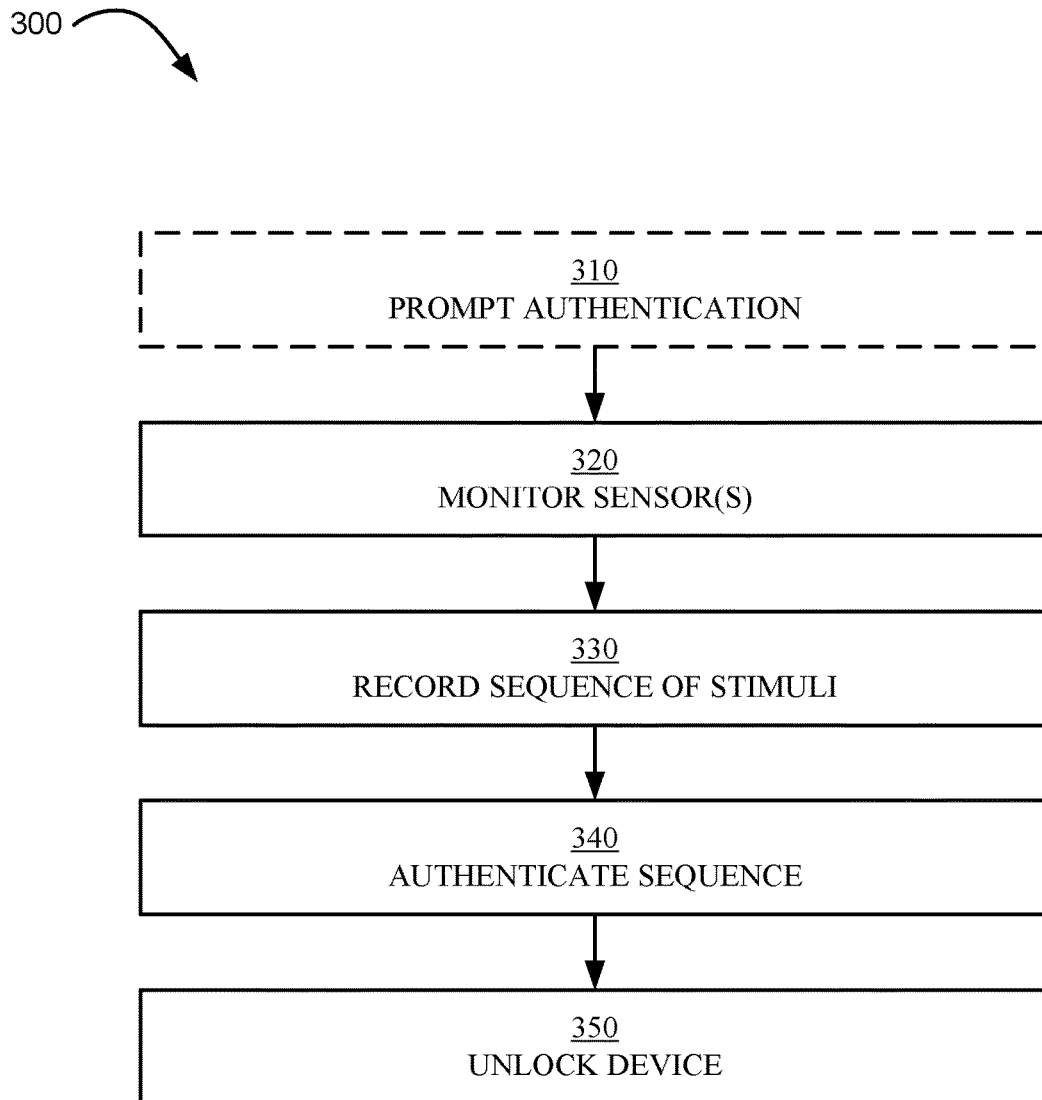 300
310
PROMPT AUTHENTICATION
320
MONITOR SENSOR(S)
330
RECORD SEQUENCE OF STIMULI
340
AUTHENTICATE SEQUENCE
350
UNLOCK DEVICE